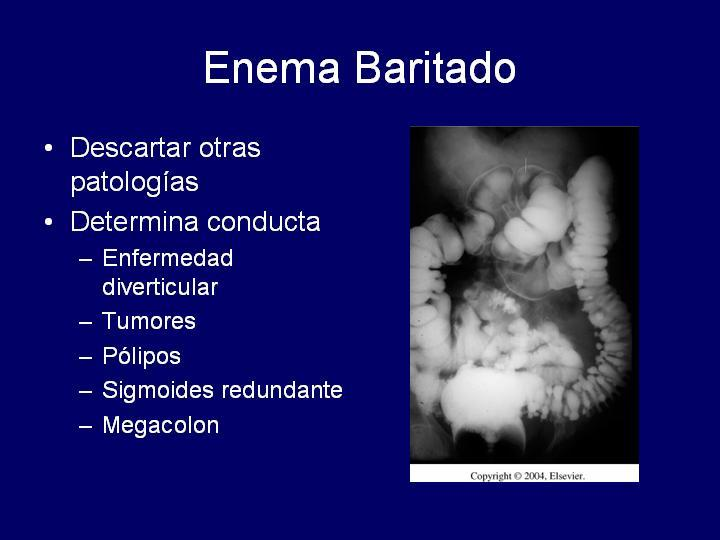 Enema Baritado
• Descartar otras
patologías
• Determina conducta
– Enfermedad
diverticular
– Tumores
– Pólipos
– Sigmoides redundante
– Megacolon
Copyright © 2004, Elsevier.